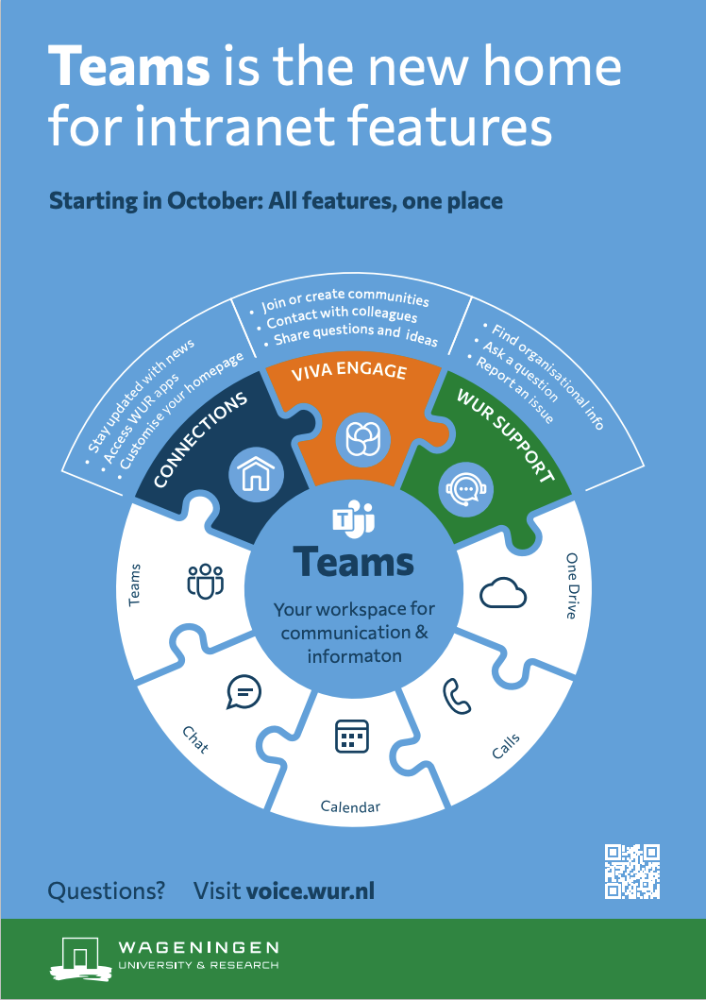 Teams is the new home
for intranet features
Starting in October: All features, one place
• Stay updated with news
• Access WUR apps
• Customise your homepage
• Join or create communities
• Contact with colleagues
• Share questions and ideas
• Find organisational info
• Ask a question
• Report an issue
CONNECTIONS
VIVA ENGAGE
WUR SUPPORT
T
Teams
Your workspace for
communication &
informaton
Teams
One Drive
Chat
Calls
Calendar
Questions? Visit voice.wur.nl
WAGENINGEN
UNIVERSITY & RESEARCH